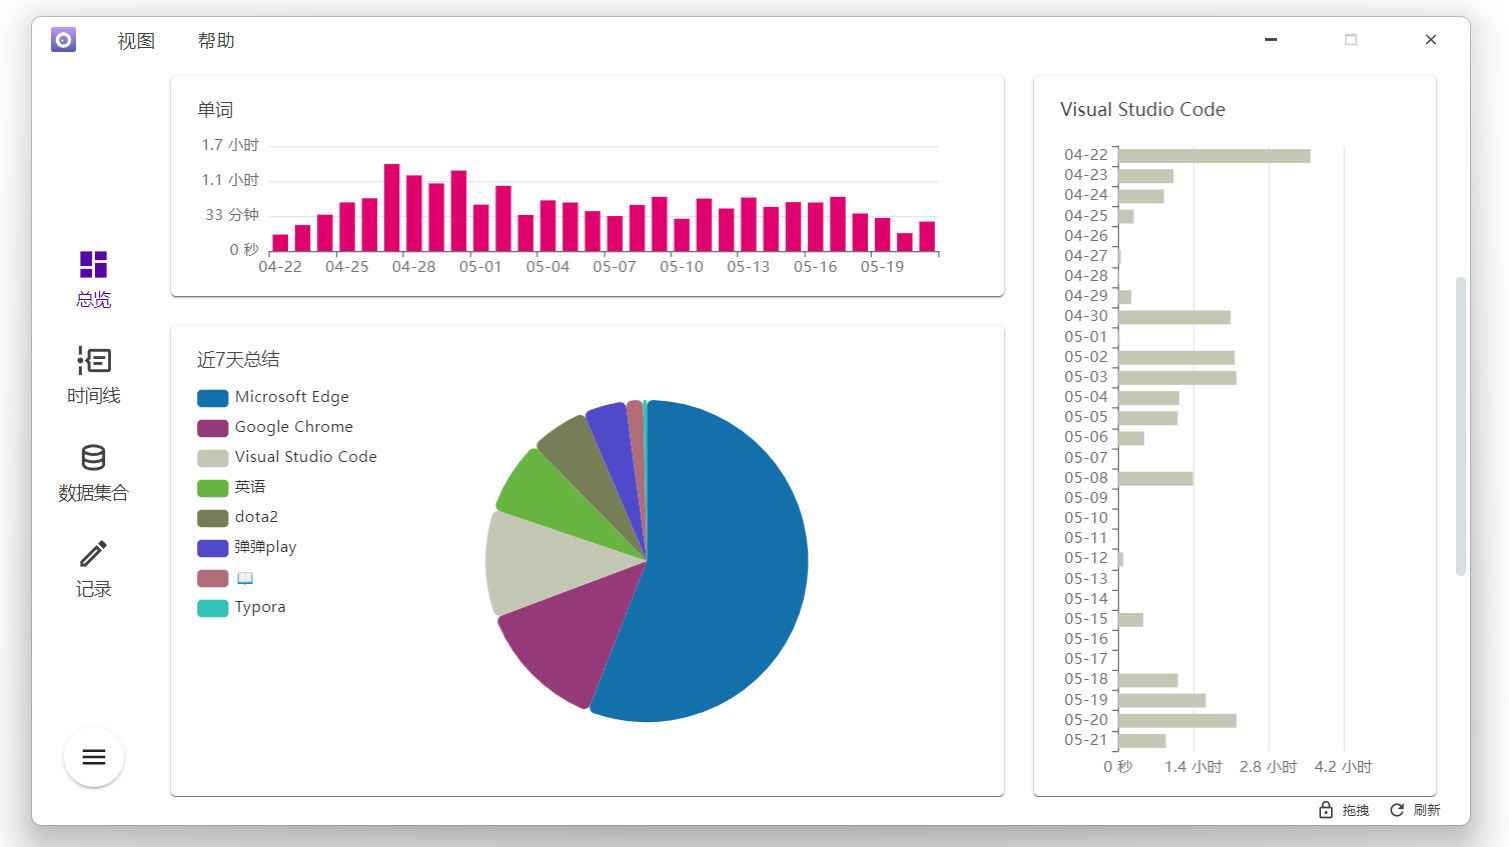 视图 帮助
总览
时间线
数据集合
记录
单词
1.7 小时
1.1 小时
33 分钟
0 秒
04-22 04-25 04-28 05-01 05-04 05-07 05-10 05-13 05-16 05-19
近7天总结
Microsoft Edge
Google Chrome
Visual Studio Code
英语
dota2
弹弹play
📖
Typora
Visual Studio Code
04-22
04-23
04-24
04-25
04-26
04-27
04-28
04-29
04-30
05-01
05-02
05-03
05-04
05-05
05-06
05-07
05-08
05-09
05-10
05-11
05-12
05-13
05-14
05-15
05-16
05-17
05-18
05-19
05-20
05-21
0 秒 1.4 小时 2.8 小时 4.2 小时
拖拽 刷新